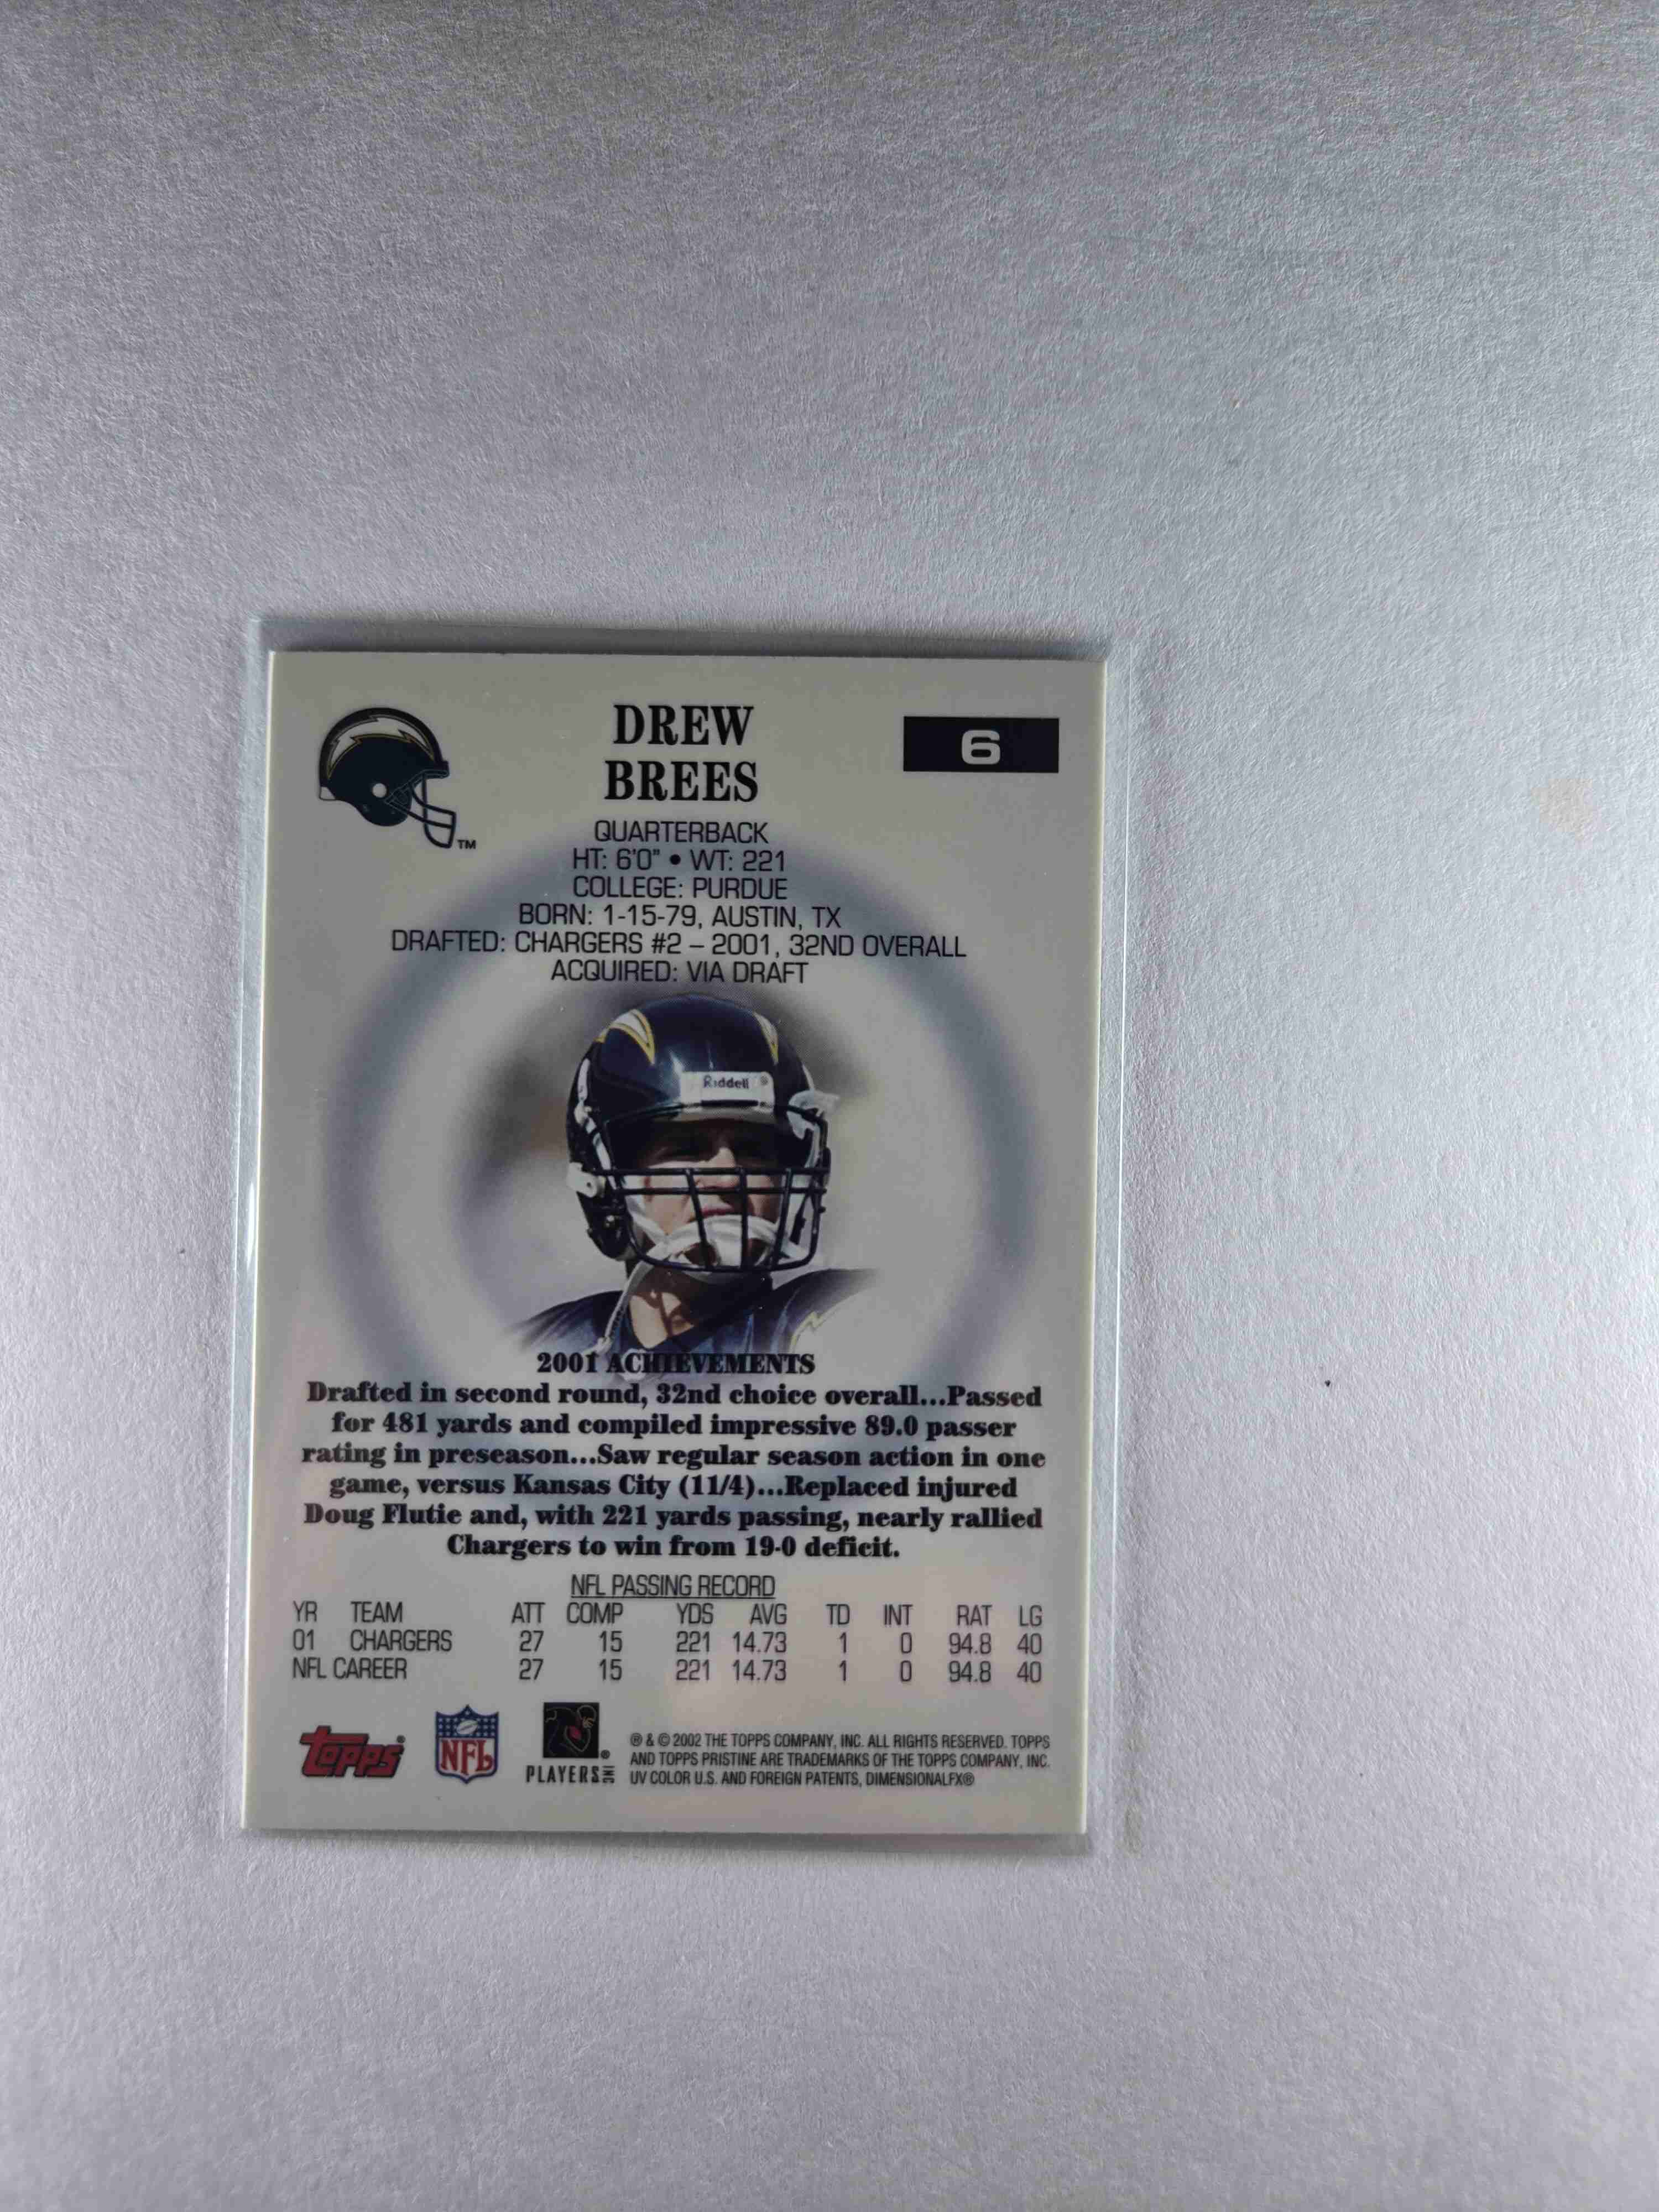 DREW
BREES
6
TM
QUARTERBACK
HT: 6'0" • WT: 221
COLLEGE: PURDUE
BORN: 1-15-79, AUSTIN, TX
DRAFTED: CHARGERS #2 – 2001, 32ND OVERALL
ACQUIRED: VIA DRAFT
Riddell
2001 ACHIEVEMENTS
Drafted in second round, 32nd choice overall...Passed
for 481 yards and compiled impressive 89.0 passer
rating in preseason...Saw regular season action in one
game, versus Kansas City (11/4)...Replaced injured
Doug Flutie and, with 221 yards passing, nearly rallied
Chargers to win from 19-0 deficit.
NFL PASSING RECORD
YR TEAM ATT COMP YDS AVG TD INT RAT LG
01 CHARGERS 27 15 221 14.73 1 0 94.8 40
NFL CAREER 27 15 221 14.73 1 0 94.8 40
topps®
NFL
PLAYERS INC ®
® & © 2002 THE TOPPS COMPANY, INC. ALL RIGHTS RESERVED. TOPPS
AND TOPPS PRISTINE ARE TRADEMARKS OF THE TOPPS COMPANY, INC.
UV COLOR U.S. AND FOREIGN PATENTS, DIMENSIONALFX®